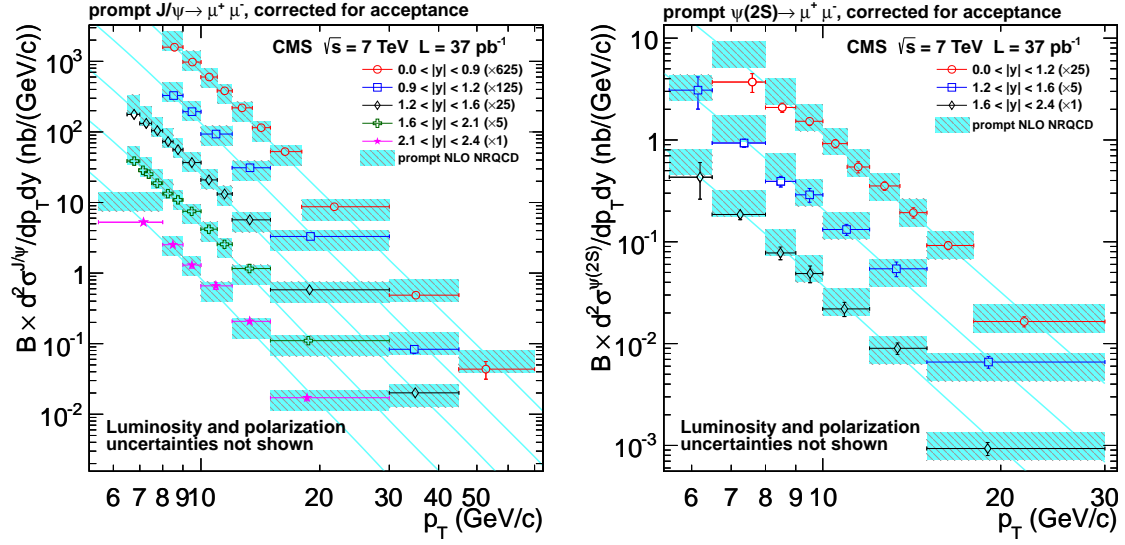 prompt J/ψ→ μ⁺ μ⁻, corrected for acceptance
B × d² σ^J/ψ/dp_T dy (nb/(GeV/c))
10³
10²
10
1
10⁻¹
10⁻²
CMS √s = 7 TeV L = 37 pb⁻¹
0.0 < |y| < 0.9 (×625)
0.9 < |y| < 1.2 (×125)
1.2 < |y| < 1.6 (×25)
1.6 < |y| < 2.1 (×5)
2.1 < |y| < 2.4 (×1)
prompt NLO NRQCD
Luminosity and polarization
uncertainties not shown
6 7 8 9 10 20 30 40 50
p_T (GeV/c)
prompt ψ(2S)→ μ⁺ μ⁻, corrected for acceptance
B × d² σ^ψ(2S)/dp_T dy (nb/(GeV/c))
10
1
10⁻¹
10⁻²
10⁻³
CMS √s = 7 TeV L = 37 pb⁻¹
0.0 < |y| < 1.2 (×25)
1.2 < |y| < 1.6 (×5)
1.6 < |y| < 2.4 (×1)
prompt NLO NRQCD
Luminosity and polarization
uncertainties not shown
6 7 8 10 20 30
p_T (GeV/c)